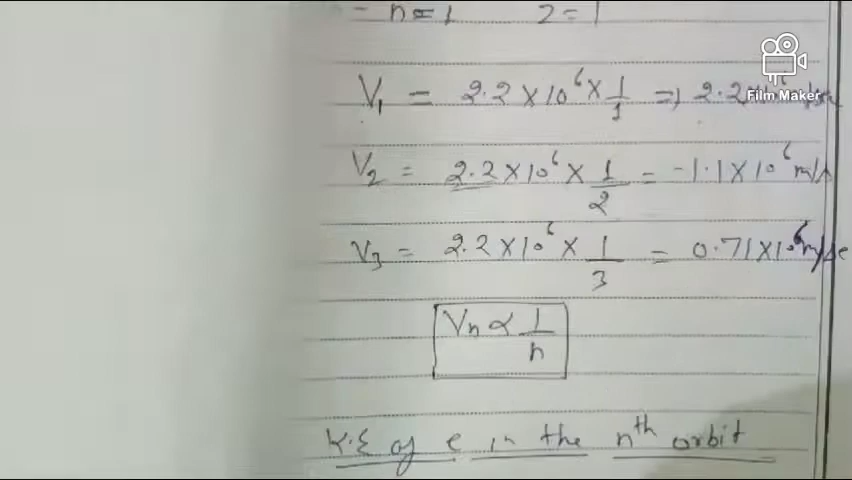 - n = 1 2 = 1
V1 = 2.2 × 10^6 × 1/1 => 2.2
Film Maker
V2 = 2.2 × 10^6 × 1/2 = -1.1 × 10^6 m/s
V3 = 2.2 × 10^6 × 1/3 = 0.71 × 10^6 m/se
Vn ∝ 1/n
K.E of e in the nth orbit